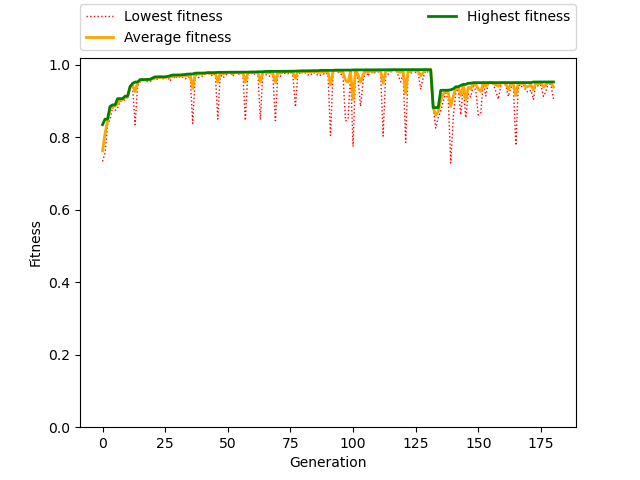 Lowest fitness
Average fitness
Highest fitness
1.0
0.8
0.6
0.4
0.2
0.0
Fitness
0 25 50 75 100 125 150 175
Generation